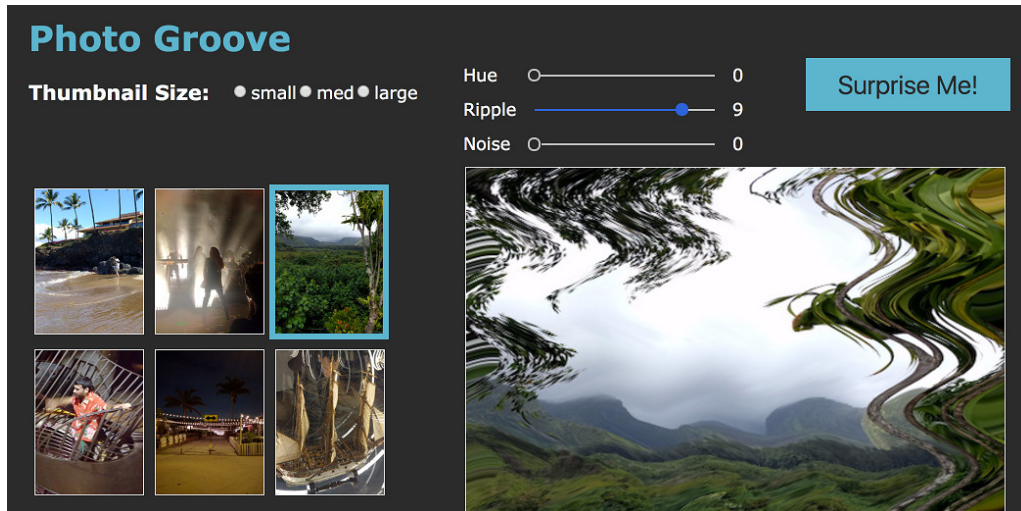 Photo Groove
Thumbnail Size: small med large
Hue 0
Ripple 9
Noise 0
Surprise Me!